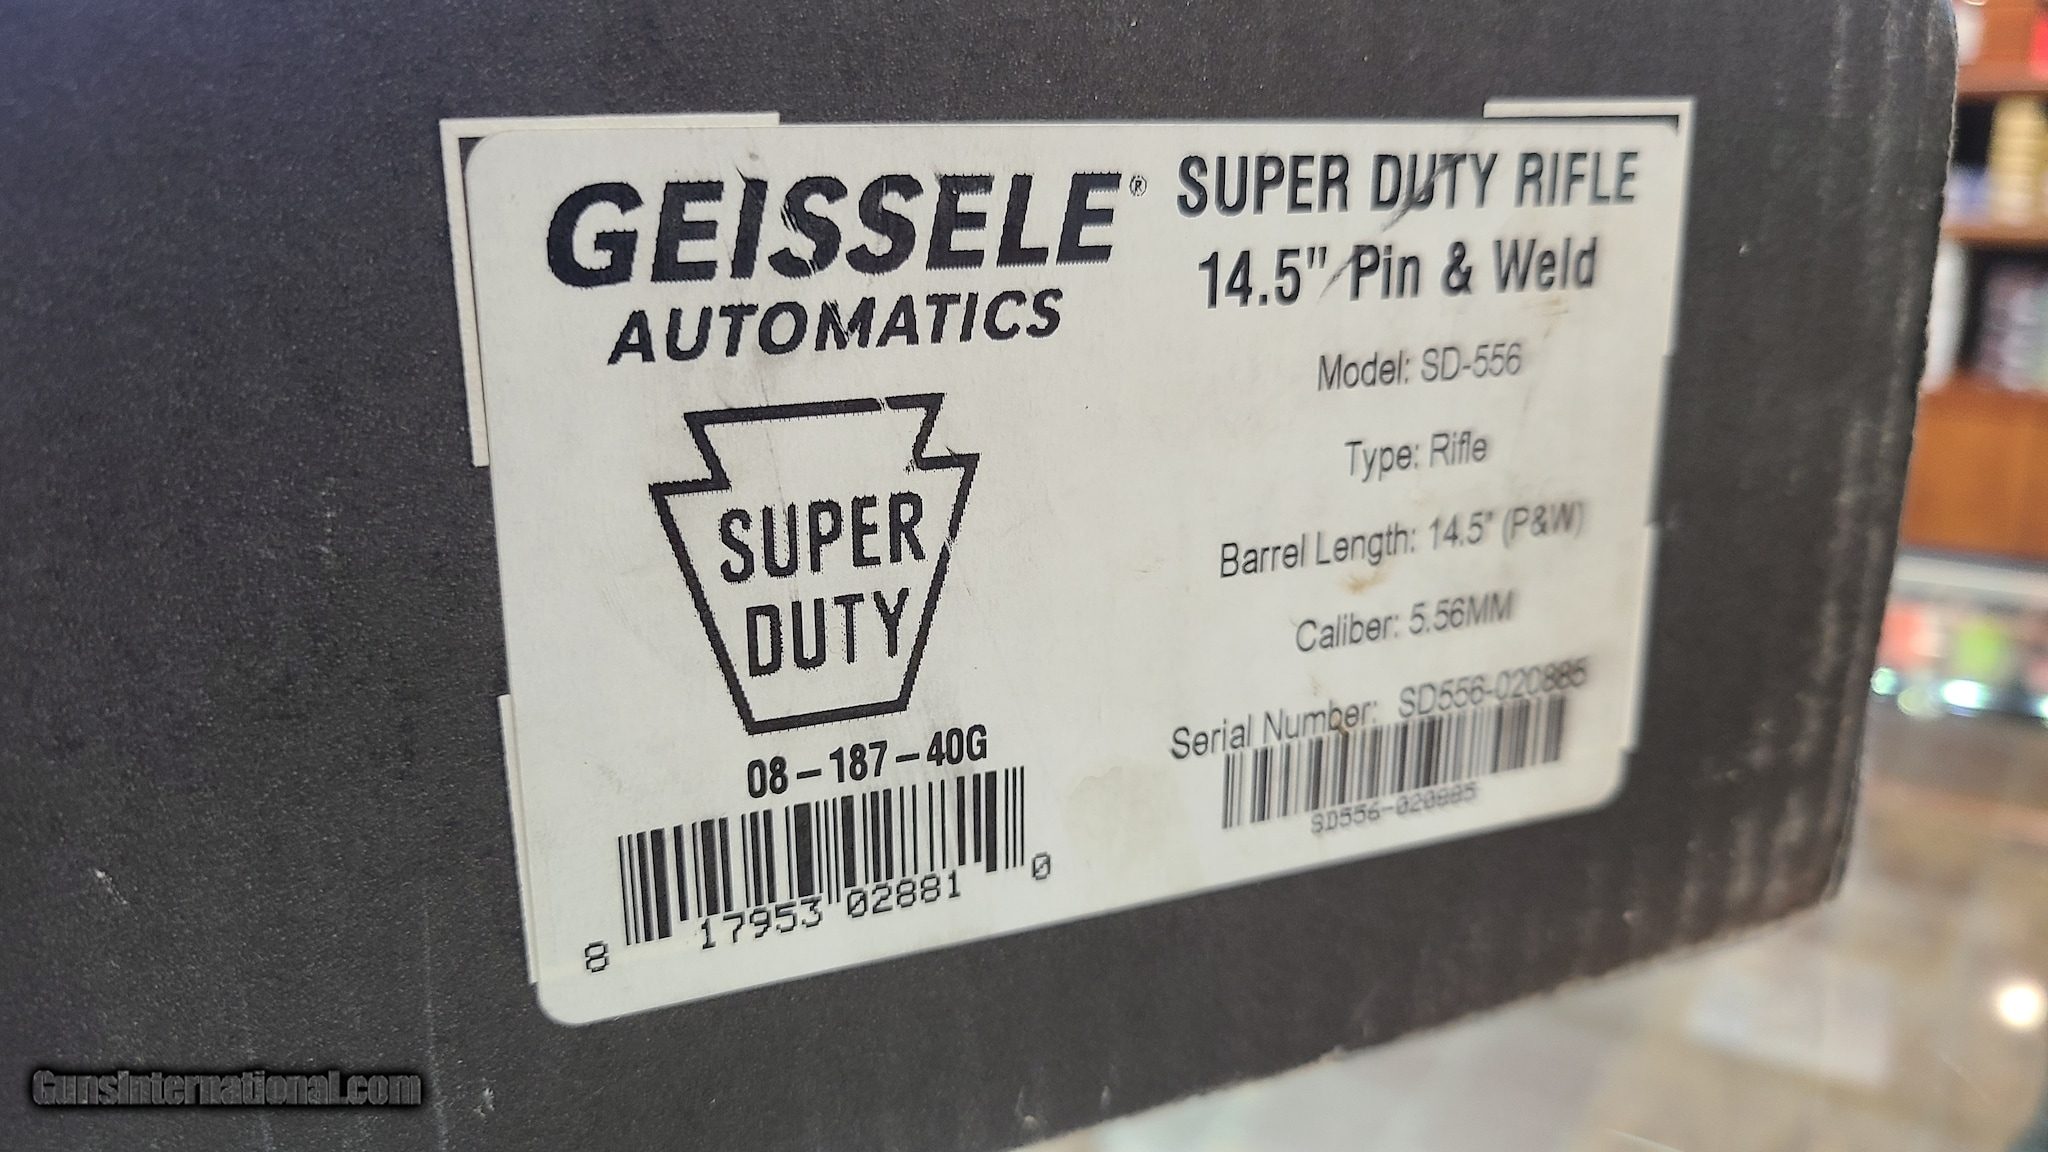 GEISSELE®
AUTOMATICS
SUPER
DUTY
08-187-40G
8 17953 02881 0
SUPER DUTY RIFLE
14.5" Pin & Weld
Model: SD-556
Type: Rifle
Barrel Length: 14.5" (P&W)
Caliber: 5.56MM
Serial Number: SD556-020885
SD556-020885
GunsInternational.com